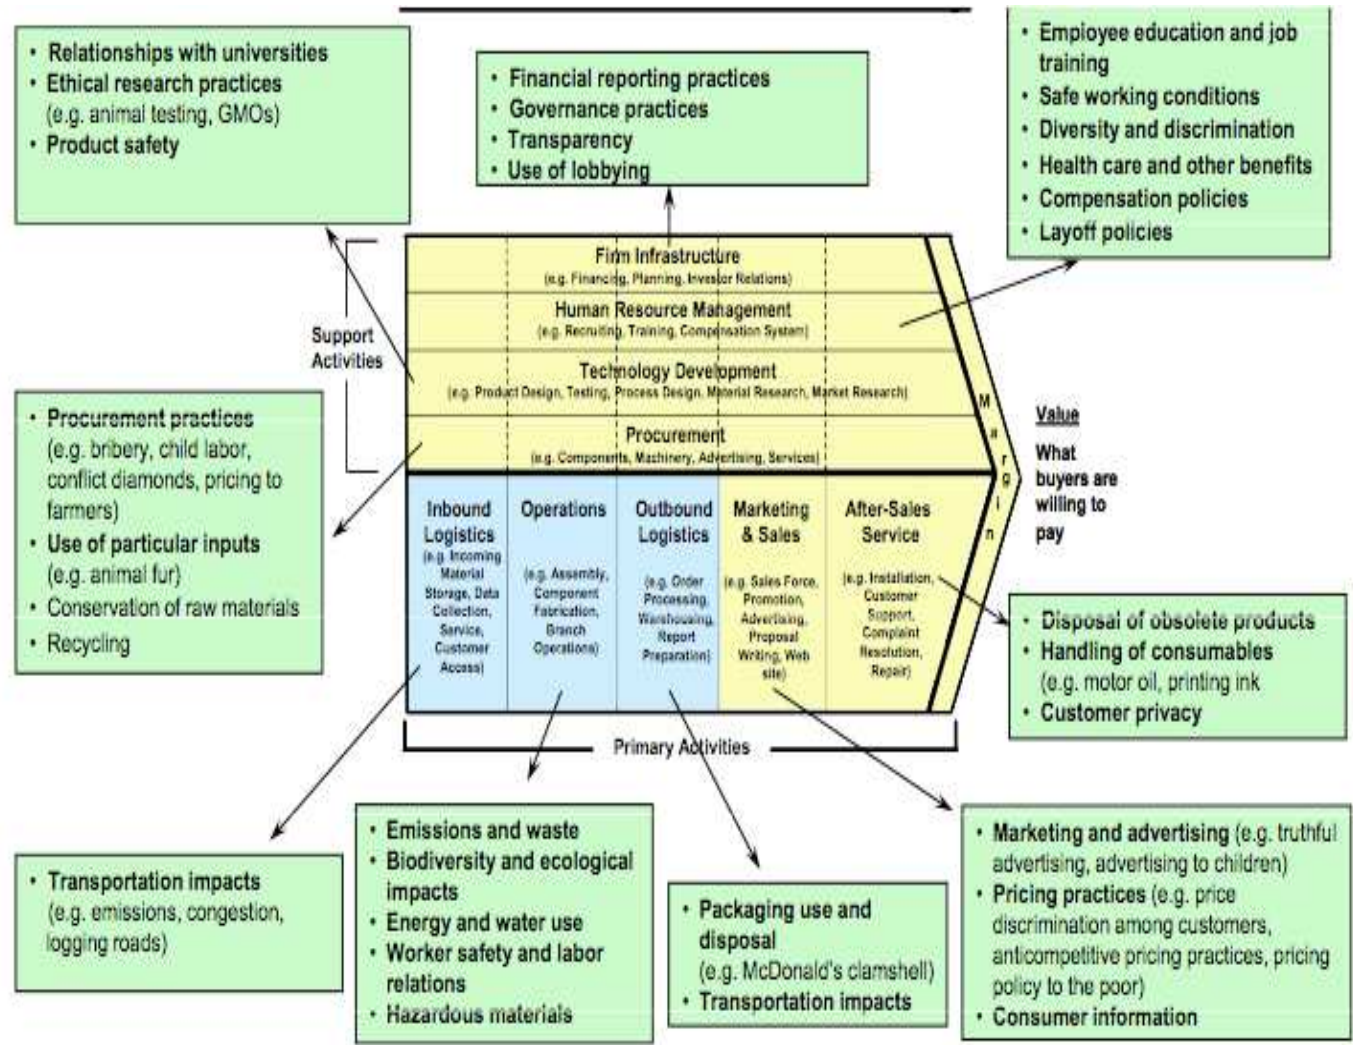 • Relationships with universities
• Ethical research practices
(e.g. animal testing, GMOs)
• Product safety
• Financial reporting practices
• Governance practices
• Transparency
• Use of lobbying
• Employee education and job
training
• Safe working conditions
• Diversity and discrimination
• Health care and other benefits
• Compensation policies
• Layoff policies
Support
Activities
Firm Infrastructure
(e.g. Financing, Planning, Investor Relations)
Human Resource Management
(e.g. Recruiting, Training, Compensation System)
Technology Development
(e.g. Product Design, Testing, Process Design, Material Research, Market Research)
Procurement
(e.g. Components, Machinery, Advertising, Services)
Margin
Value
What
buyers are
willing to
pay
• Procurement practices
(e.g. bribery, child labor,
conflict diamonds, pricing to
farmers)
• Use of particular inputs
(e.g. animal fur)
• Conservation of raw materials
• Recycling
Inbound
Logistics
(e.g. Incoming
Material
Storage, Data
Collection,
Service,
Customer
Access)
Operations
(e.g. Assembly,
Component
Fabrication,
Branch
Operations)
Outbound
Logistics
(e.g. Order
Processing,
Warehousing,
Report
Preparation)
Marketing
& Sales
(e.g. Sales Force,
Promotion,
Advertising,
Proposal
Writing, Web
site)
After-Sales
Service
(e.g. Installation,
Customer
Support,
Complaint
Resolution,
Repair)
Primary Activities
• Disposal of obsolete products
• Handling of consumables
(e.g. motor oil, printing ink
• Customer privacy
• Transportation impacts
(e.g. emissions, congestion,
logging roads)
• Emissions and waste
• Biodiversity and ecological
impacts
• Energy and water use
• Worker safety and labor
relations
• Hazardous materials
• Packaging use and
disposal
(e.g. McDonald's clamshell)
• Transportation impacts
• Marketing and advertising (e.g. truthful
advertising, advertising to children)
• Pricing practices (e.g. price
discrimination among customers,
anticompetitive pricing practices, pricing
policy to the poor)
• Consumer information